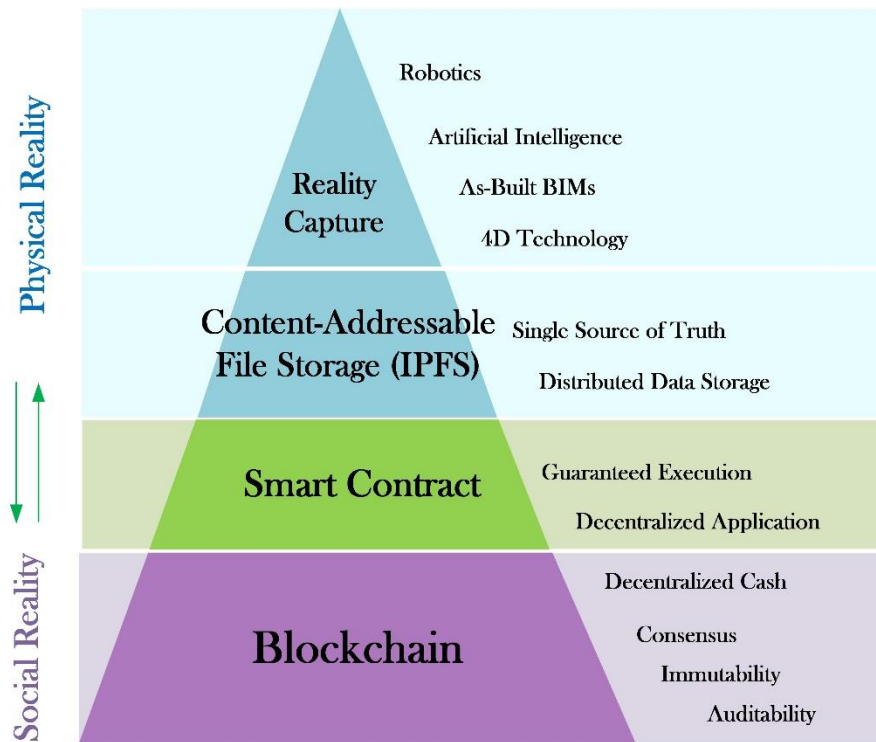 Physical Reality
Social Reality
Robotics
Artificial Intelligence
As-Built BIMs
4D Technology
Reality
Capture
Content-Addressable
File Storage (IPFS)
Single Source of Truth
Distributed Data Storage
Smart Contract
Guaranteed Execution
Decentralized Application
Blockchain
Decentralized Cash
Consensus
Immutability
Auditability